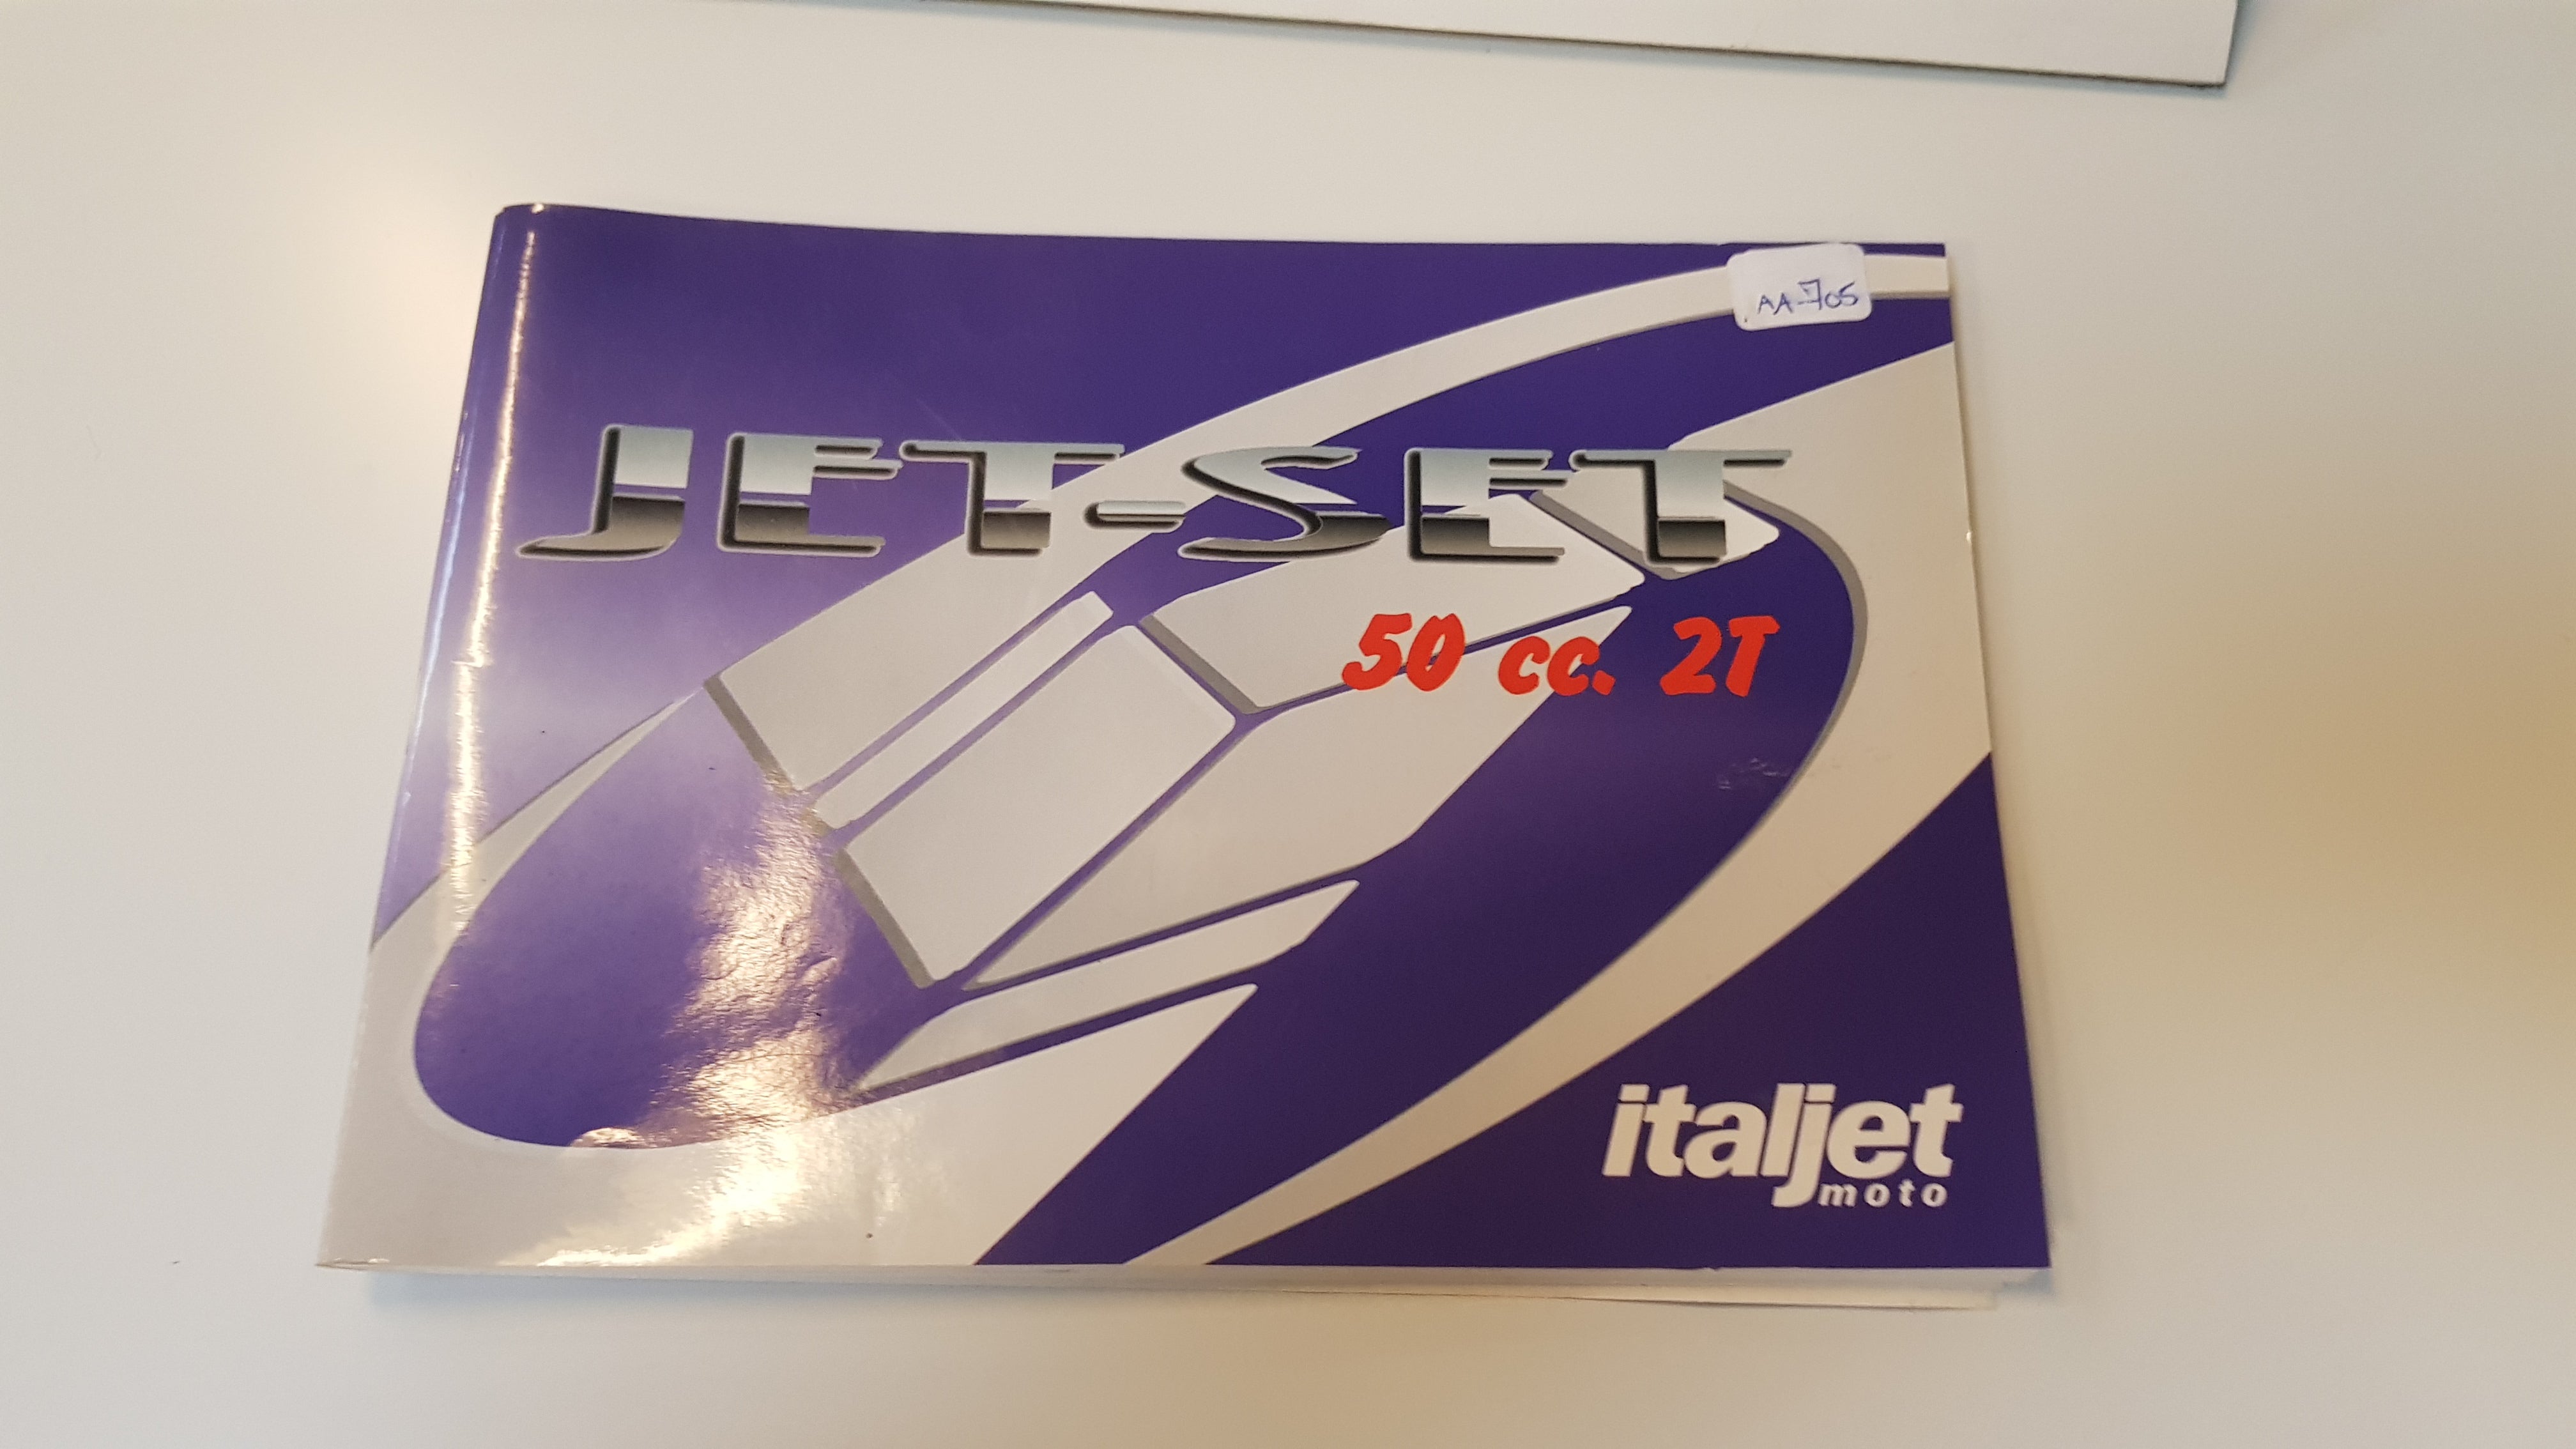 AA-705
JET-SET
50 cc. 2T
italjet
moto